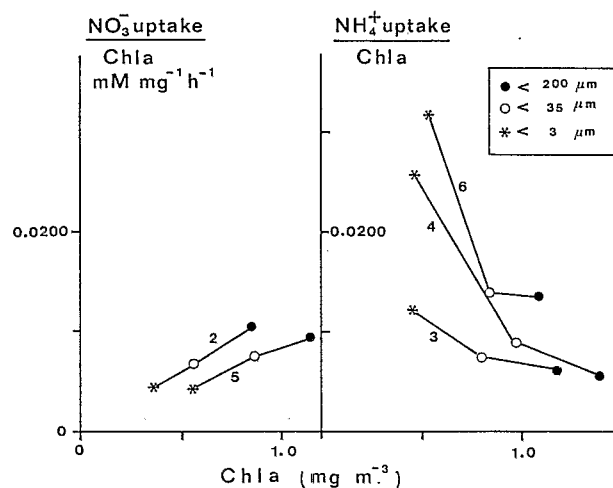 NO₃⁻ uptake
Chla
mM mg⁻¹ h⁻¹
NH₄⁺ uptake
Chla
● < 200 μm
○ < 35 μm
* < 3 μm
0.0200
0
2
5
0
1.0
0.0200
6
4
3
1.0
Chla (mg m.⁻³)